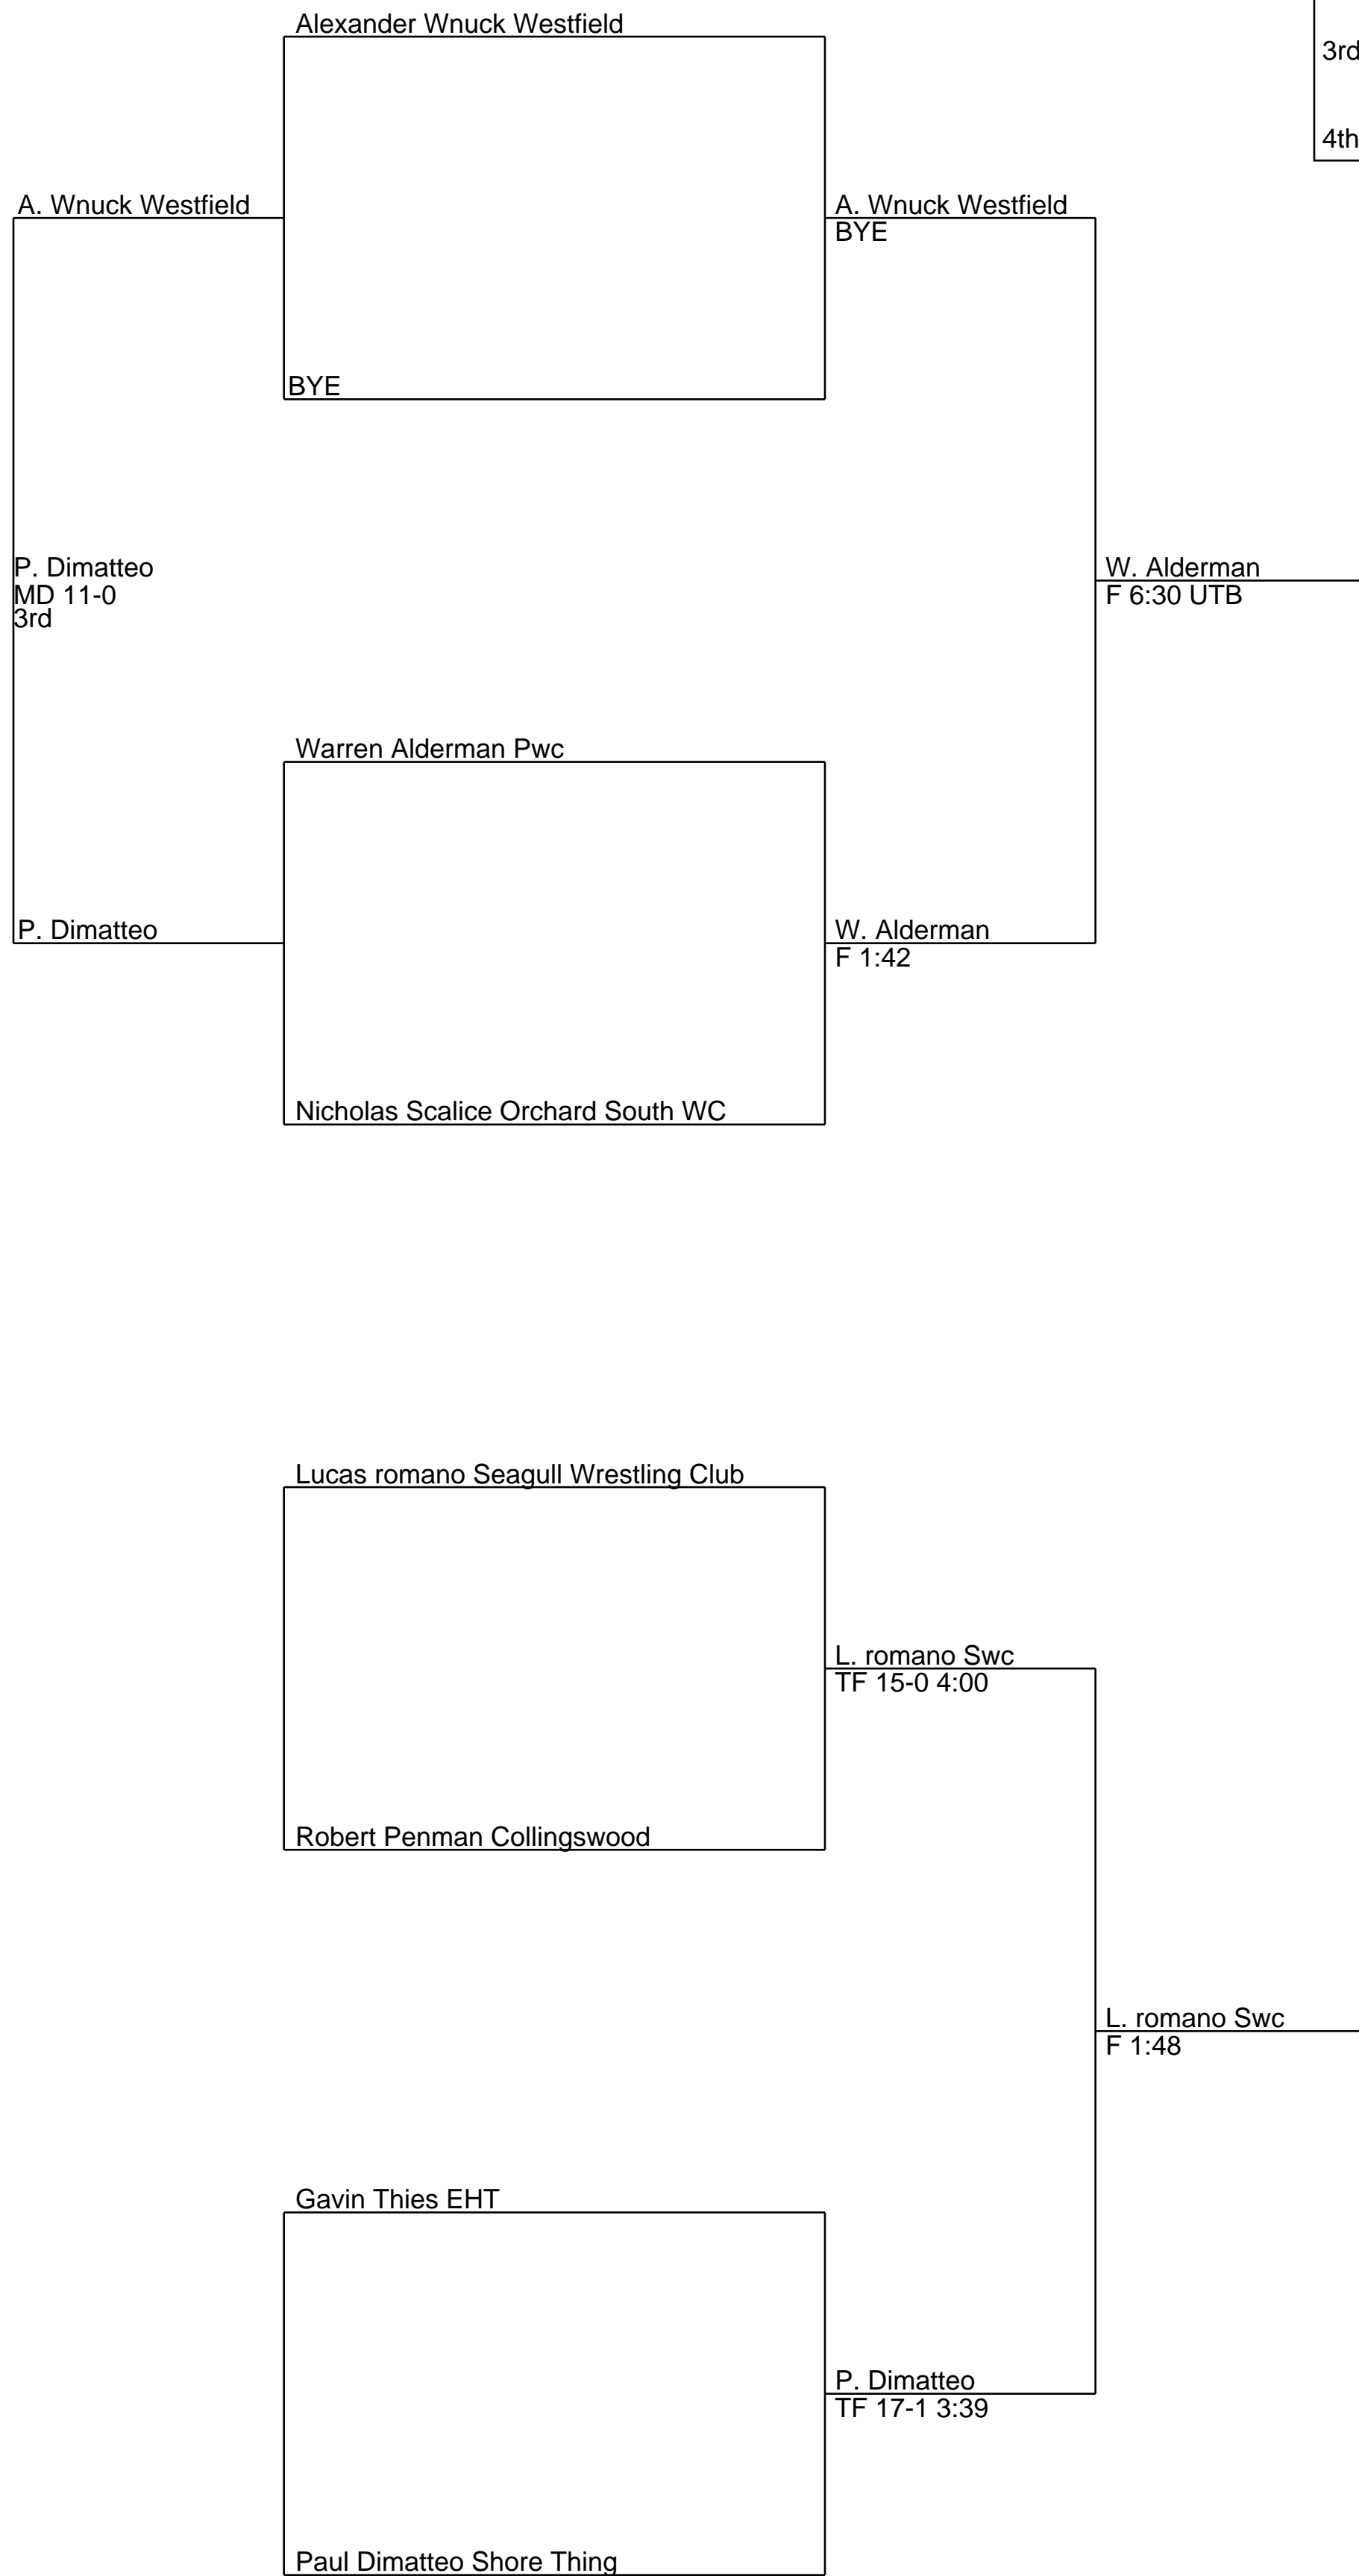 Alexander Wnuck Westfield
3rd
4th
A. Wnuck Westfield
A. Wnuck Westfield
BYE
BYE
P. Dimatteo
MD 11-0
3rd
W. Alderman
F 6:30 UTB
Warren Alderman Pwc
P. Dimatteo
W. Alderman
F 1:42
Nicholas Scalice Orchard South WC
Lucas romano Seagull Wrestling Club
L. romano Swc
TF 15-0 4:00
Robert Penman Collingswood
L. romano Swc
F 1:48
Gavin Thies EHT
P. Dimatteo
TF 17-1 3:39
Paul Dimatteo Shore Thing